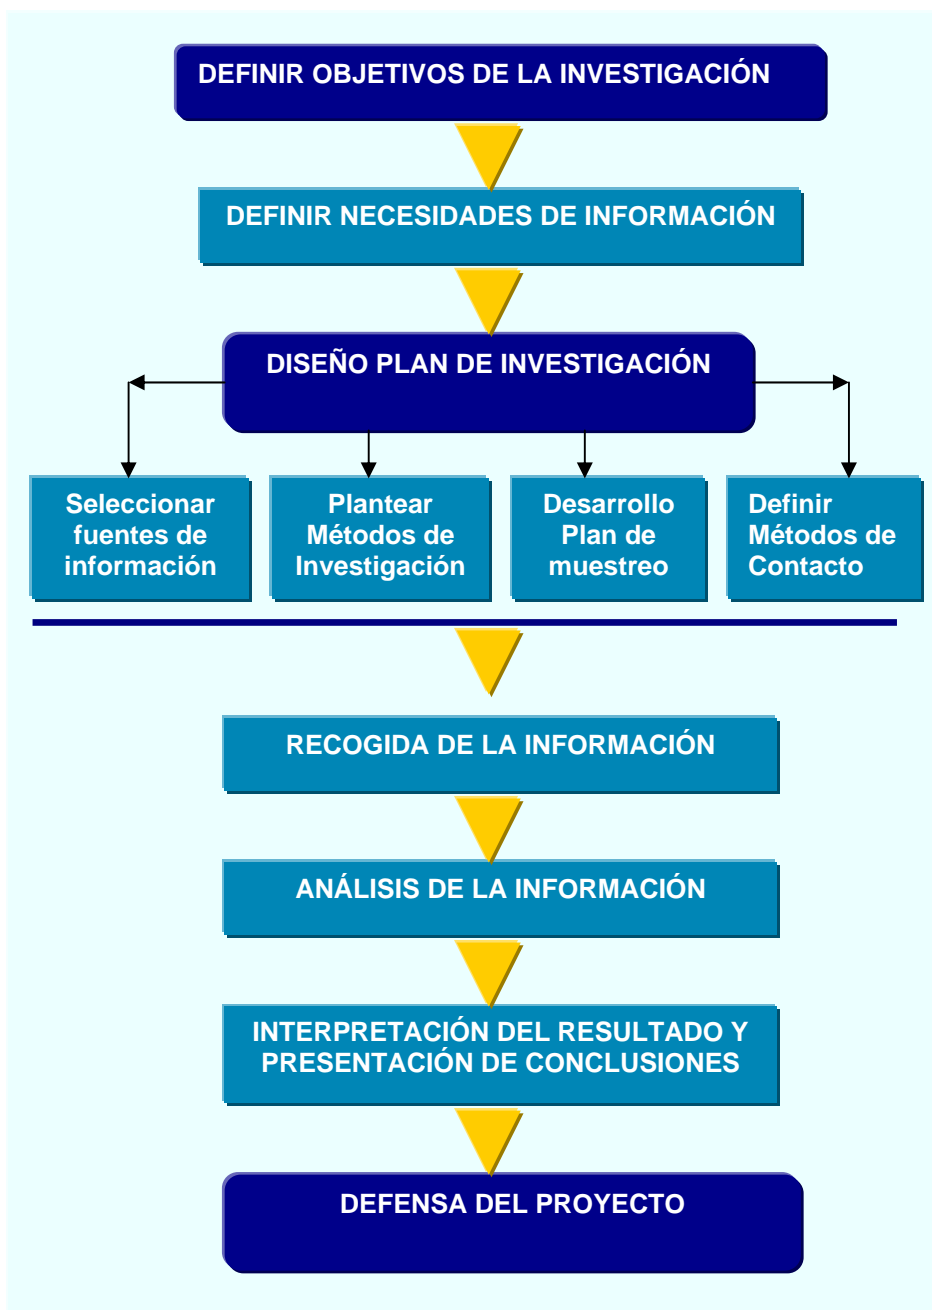 DEFINIR OBJETIVOS DE LA INVESTIGACIÓN
DEFINIR NECESIDADES DE INFORMACIÓN
DISEÑO PLAN DE INVESTIGACIÓN
Seleccionar
fuentes de
información
Plantear
Métodos de
Investigación
Desarrollo
Plan de
muestreo
Definir
Métodos de
Contacto
RECOGIDA DE LA INFORMACIÓN
ANÁLISIS DE LA INFORMACIÓN
INTERPRETACIÓN DEL RESULTADO Y
PRESENTACIÓN DE CONCLUSIONES
DEFENSA DEL PROYECTO